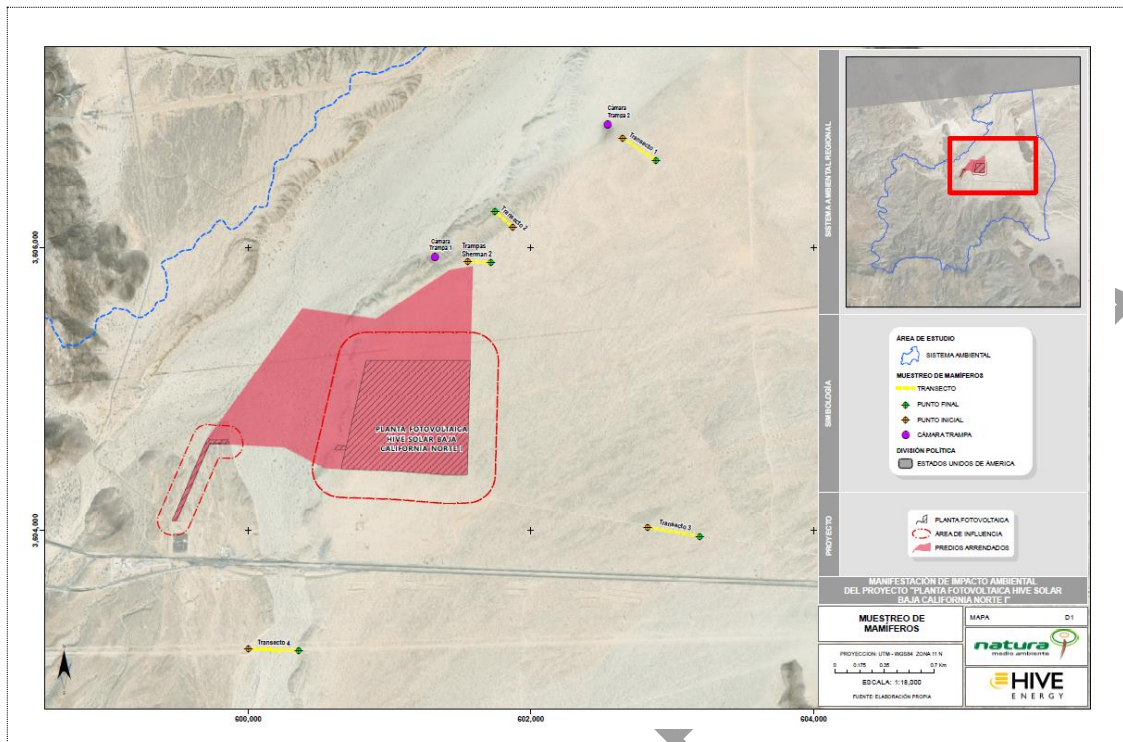 Cámara
Trampa 2
Transecto 1
Transecto 2
Cámara
Trampa 1
Trampas
Sherman 2
3,606,000
PLANTA FOTOVOLTAICA
HIVE SOLAR BAJA
CALIFORNIA NORTE I
3,604,000
Transecto 3
Transecto 4
600,000
602,000
604,000
SISTEMA AMBIENTAL REGIONAL
SIMBOLOGÍA
ÁREA DE ESTUDIO
SISTEMA AMBIENTAL
MUESTREO DE MAMÍFEROS
TRANSECTO
PUNTO FINAL
PUNTO INICIAL
CÁMARA TRAMPA
DIVISIÓN POLÍTICA
ESTADOS UNIDOS DE ÁMERICA
PROYECTO
PLANTA FOTOVOLTAICA
ÁREA DE INFLUENCIA
PREDIOS ARRENDADOS
MANIFESTACIÓN DE IMPACTO AMBIENTAL
DEL PROYECTO "PLANTA FOTOVOLTAICA HIVE SOLAR
BAJA CALIFORNIA NORTE I"
MUESTREO DE
MAMÍFEROS
MAPA D1
PROYECCION: UTM - WGS84 ZONA 11 N
0 0.175 0.35 0.7 Km
ESCALA: 1:18,000
FUENTE: ELABORACIÓN PROPIA
natura
medio ambiente
HIVE
ENERGY